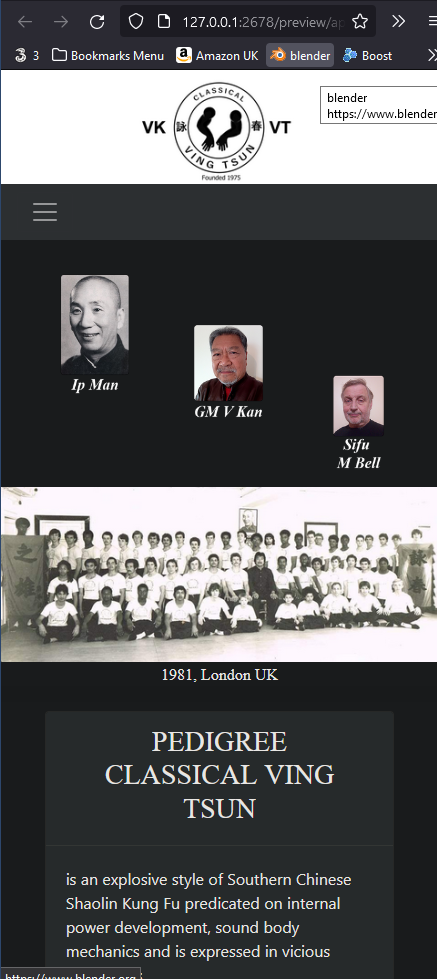 127.0.0.1:2678/preview/ap
3 Bookmarks Menu Amazon UK blender Boost
blender
https://www.blender
CLASSICAL
VK 詠 春 VT
VING TSUN
Founded 1975
Ip Man
GM V Kan
Sifu
M Bell
1981, London UK
PEDIGREE
CLASSICAL VING
TSUN
is an explosive style of Southern Chinese
Shaolin Kung Fu predicated on internal
power development, sound body
mechanics and is expressed in vicious
https://www.blender.org